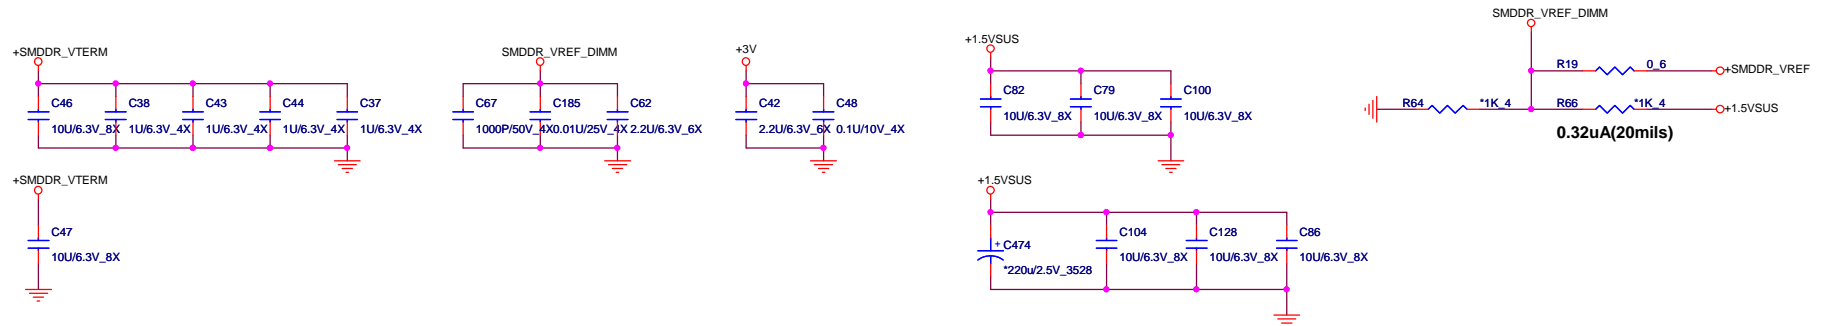 +SMDDR_VTERM
C46
10U/6.3V_8X
C38
1U/6.3V_4X
C43
1U/6.3V_4X
C44
1U/6.3V_4X
C37
1U/6.3V_4X
SMDDR_VREF_DIMM
C67
1000P/50V_4X
C185
0.01U/25V_4X
C62
2.2U/6.3V_6X
+3V
C42
2.2U/6.3V_6X
C48
0.1U/10V_4X
+1.5VSUS
C82
10U/6.3V_8X
C79
10U/6.3V_8X
C100
10U/6.3V_8X
SMDDR_VREF_DIMM
R19
0_6
+SMDDR_VREF
R64
*1K_4
R66
*1K_4
+1.5VSUS
0.32uA(20mils)
+SMDDR_VTERM
C47
10U/6.3V_8X
+1.5VSUS
+
C474
*220u/2.5V_3528
C104
10U/6.3V_8X
C128
10U/6.3V_8X
C86
10U/6.3V_8X